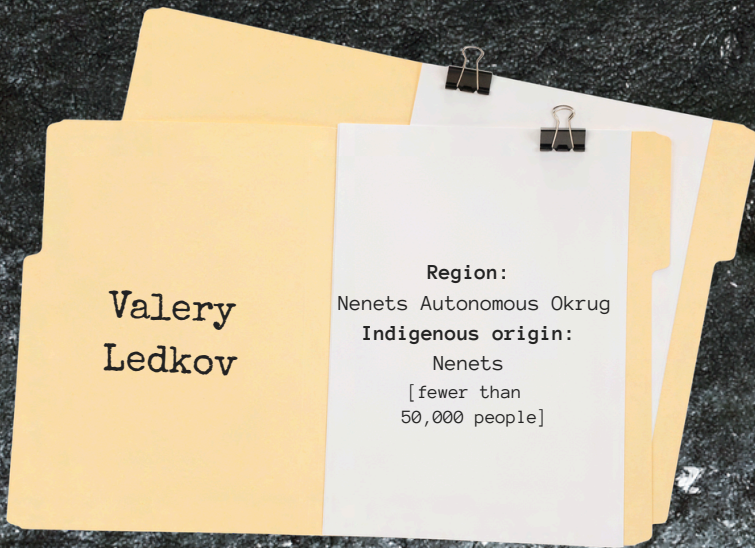 Valery
Ledkov
Region:
Nenets Autonomous Okrug
Indigenous origin:
Nenets
[fewer than
50,000 people]